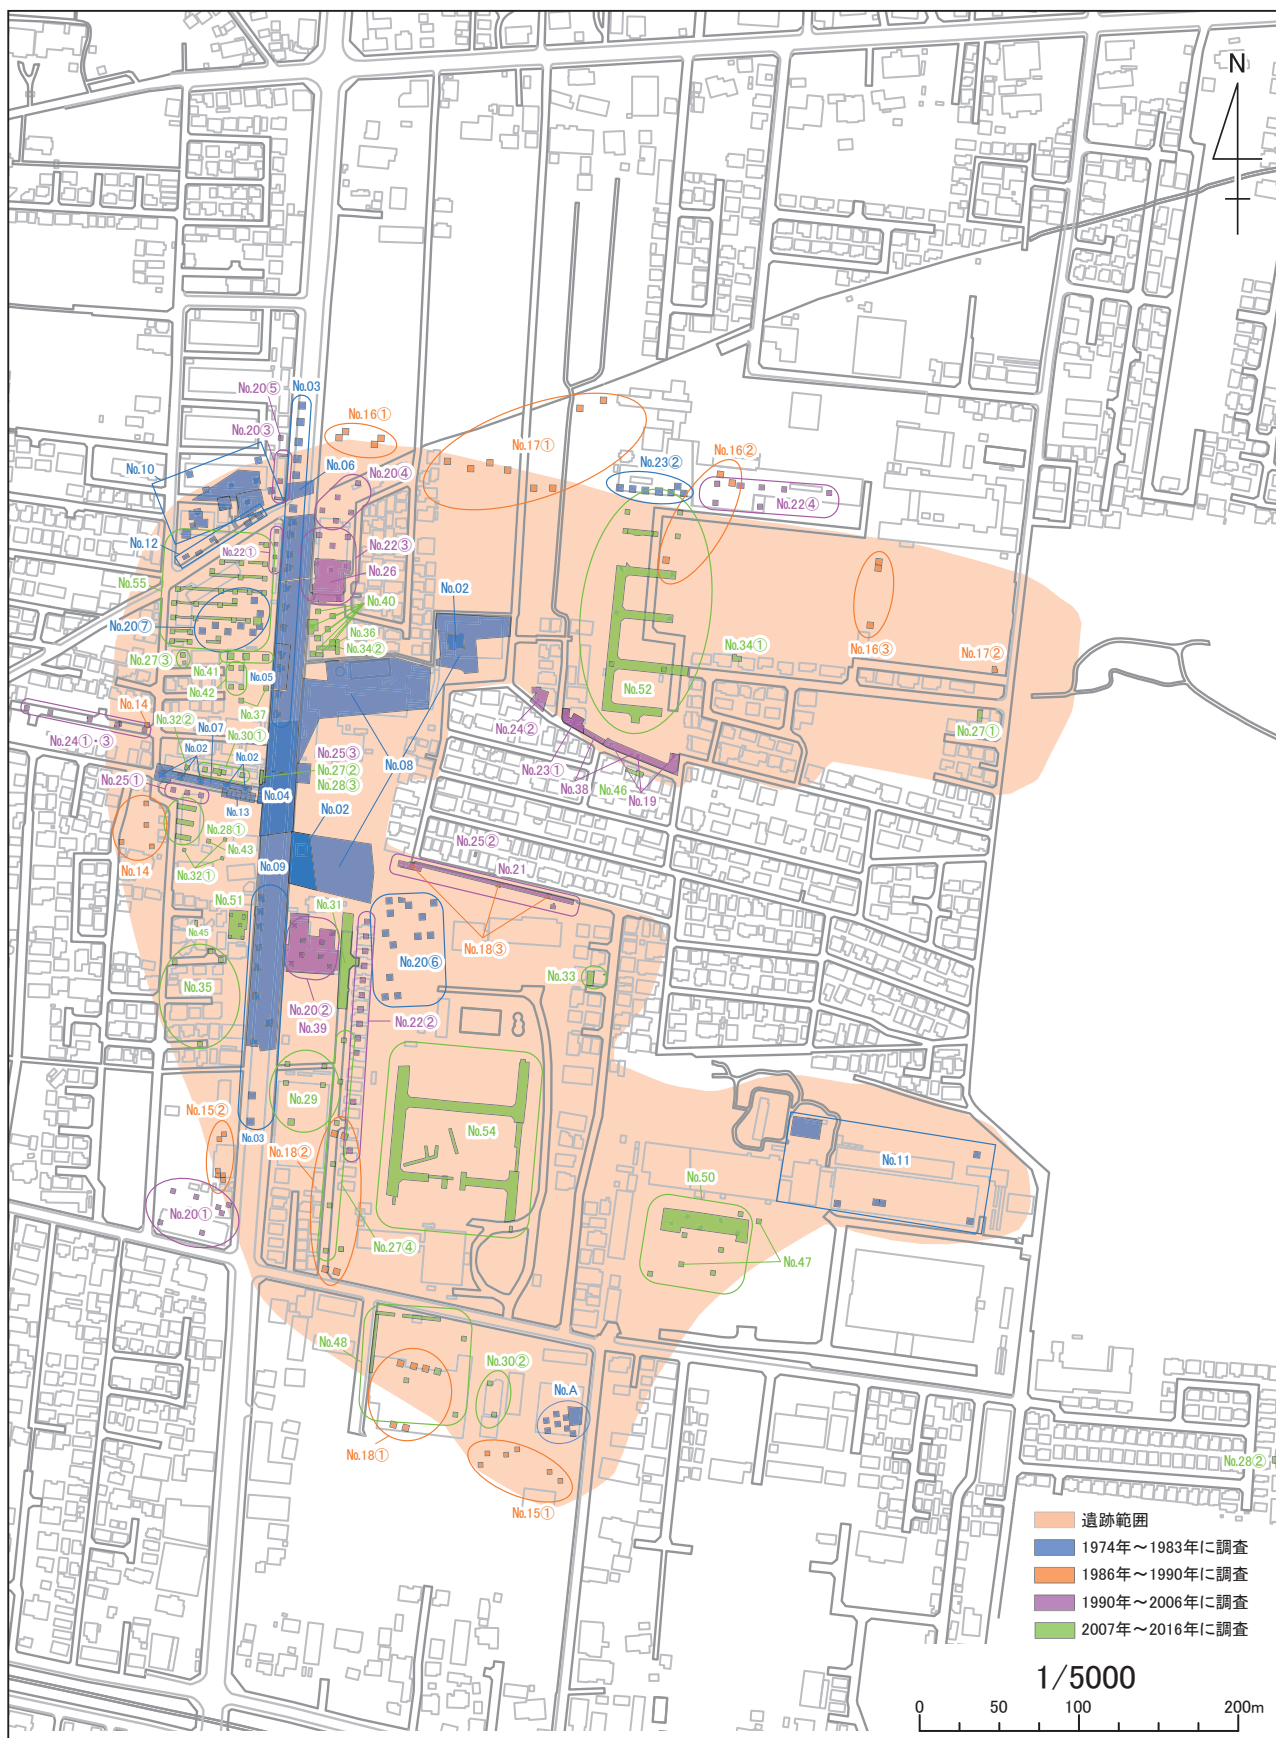 N
No.20⑤
No.03
No.16①
No.20③
No.17①
No.16②
No.10
No.06
No.20④
No.23②
No.22④
No.12
No.22①
No.22③
No.26
No.55
No.02
No.40
No.20⑦
No.36
No.34②
No.34①
No.16③
No.17②
No.27③
No.41
No.05
No.42
No.52
No.37
No.14
No.32②
No.07
No.30①
No.24②
No.27①
No.24①・③
No.02
No.02
No.25③
No.08
No.23①
No.25①
No.27②
No.28③
No.38
No.46
No.19
No.04
No.13
No.02
No.28①
No.43
No.14
No.32①
No.09
No.25②
No.21
No.51
No.31
No.45
No.18③
No.20⑥
No.33
No.35
No.20②
No.39
No.22②
No.29
No.15②
No.03
No.18②
No.54
No.11
No.50
No.20①
No.27④
No.47
No.48
No.30②
No.A
No.18①
No.28②
No.15①
遺跡範囲
1974年～1983年に調査
1986年～1990年に調査
1990年～2006年に調査
2007年～2016年に調査
1/5000
0 50 100 200m